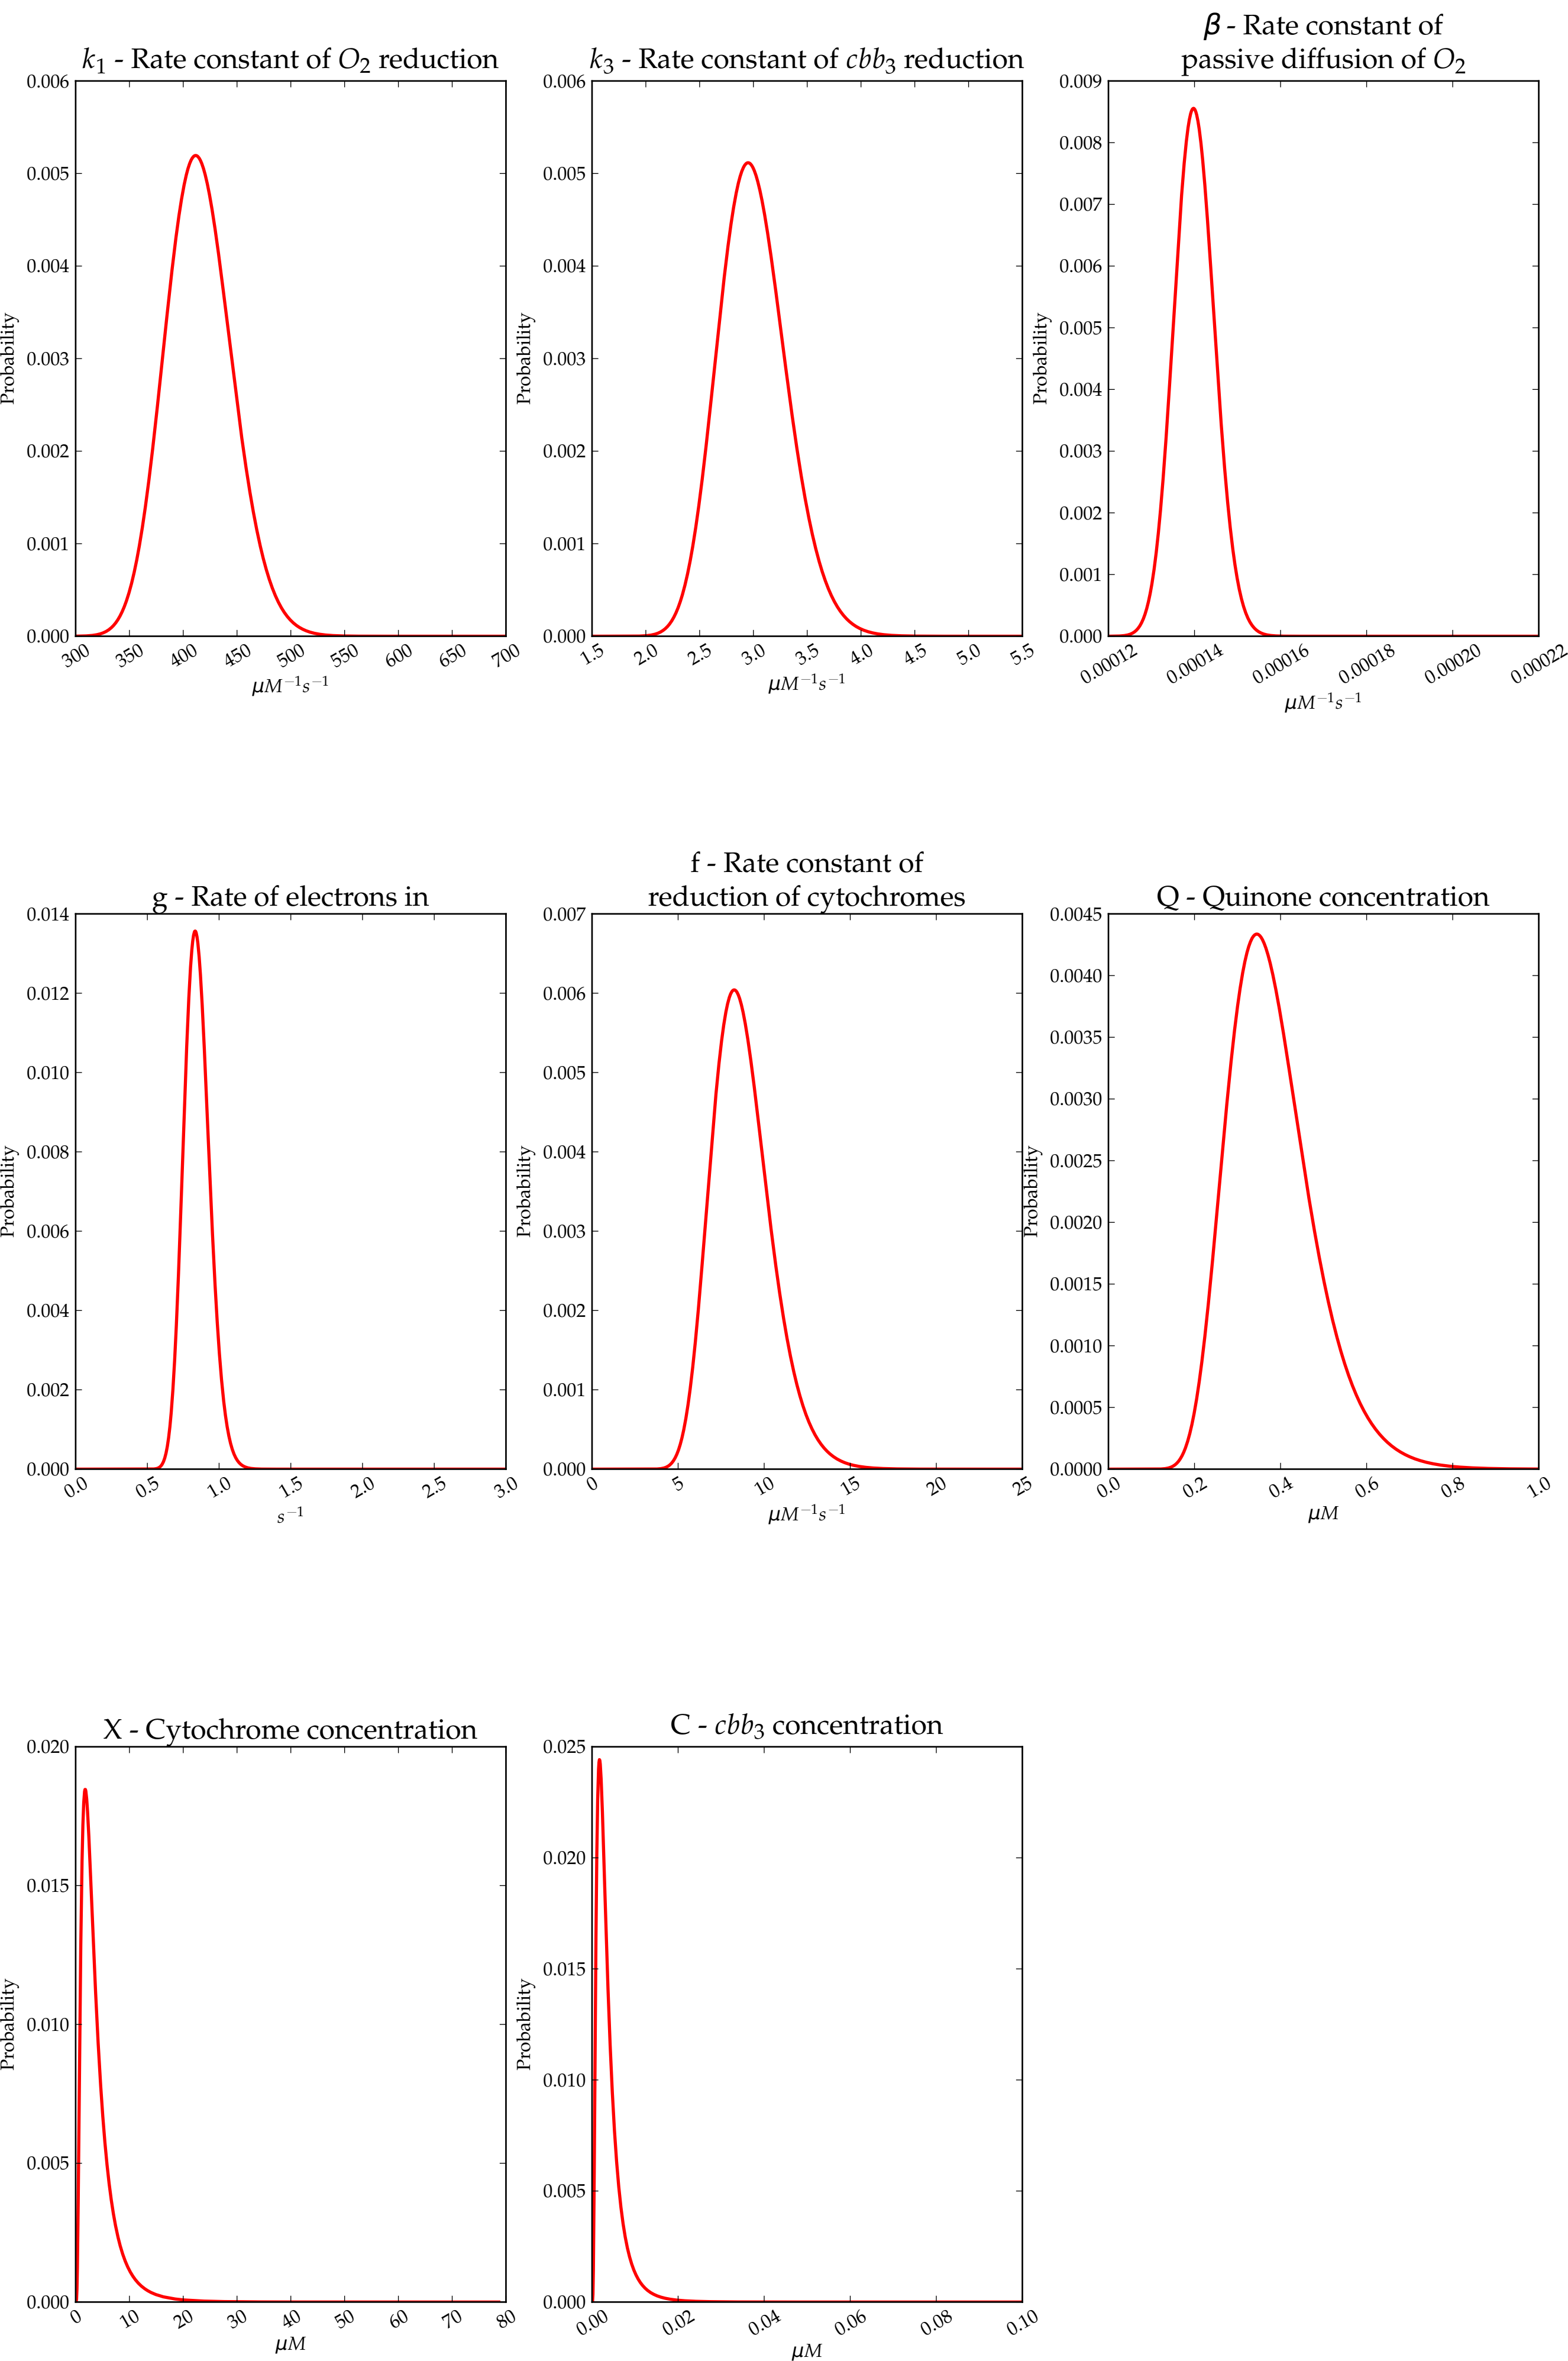 k₁ - Rate constant of O₂ reduction
0.006
0.005
0.004
0.003
0.002
0.001
0.000
Probability
300 350 400 450 500 550 600 650 700
μM⁻¹s⁻¹
k₃ - Rate constant of cbb₃ reduction
0.006
0.005
0.004
0.003
0.002
0.001
0.000
Probability
1.5 2.0 2.5 3.0 3.5 4.0 4.5 5.0 5.5
μM⁻¹s⁻¹
β - Rate constant of
passive diffusion of O₂
0.009
0.008
0.007
0.006
0.005
0.004
0.003
0.002
0.001
0.000
Probability
0.00012 0.00014 0.00016 0.00018 0.00020 0.00022
μM⁻¹s⁻¹
g - Rate of electrons in
0.014
0.012
0.010
0.008
0.006
0.004
0.002
0.000
Probability
0.0 0.5 1.0 1.5 2.0 2.5 3.0
s⁻¹
f - Rate constant of
reduction of cytochromes
0.007
0.006
0.005
0.004
0.003
0.002
0.001
0.000
Probability
0 5 10 15 20 25
μM⁻¹s⁻¹
Q - Quinone concentration
0.0045
0.0040
0.0035
0.0030
0.0025
0.0020
0.0015
0.0010
0.0005
0.0000
Probability
0.0 0.2 0.4 0.6 0.8 1.0
μM
X - Cytochrome concentration
0.020
0.015
0.010
0.005
0.000
Probability
0 10 20 30 40 50 60 70 80
μM
C - cbb₃ concentration
0.025
0.020
0.015
0.010
0.005
0.000
Probability
0.00 0.02 0.04 0.06 0.08 0.10
μM